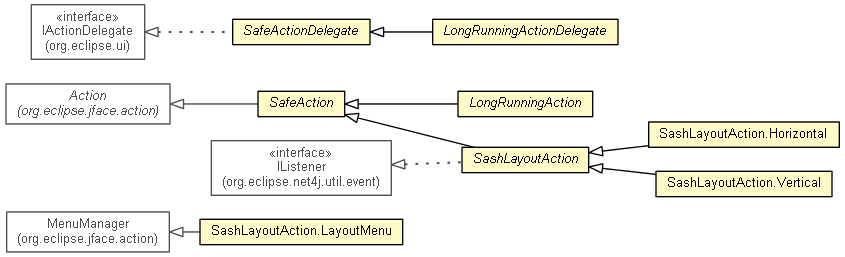 «interface»
IActionDelegate
(org.eclipse.ui)
SafeActionDelegate
LongRunningActionDelegate
Action
(org.eclipse.jface.action)
SafeAction
LongRunningAction
«interface»
IListener
(org.eclipse.net4j.util.event)
SashLayoutAction
SashLayoutAction.Horizontal
SashLayoutAction.Vertical
MenuManager
(org.eclipse.jface.action)
SashLayoutAction.LayoutMenu